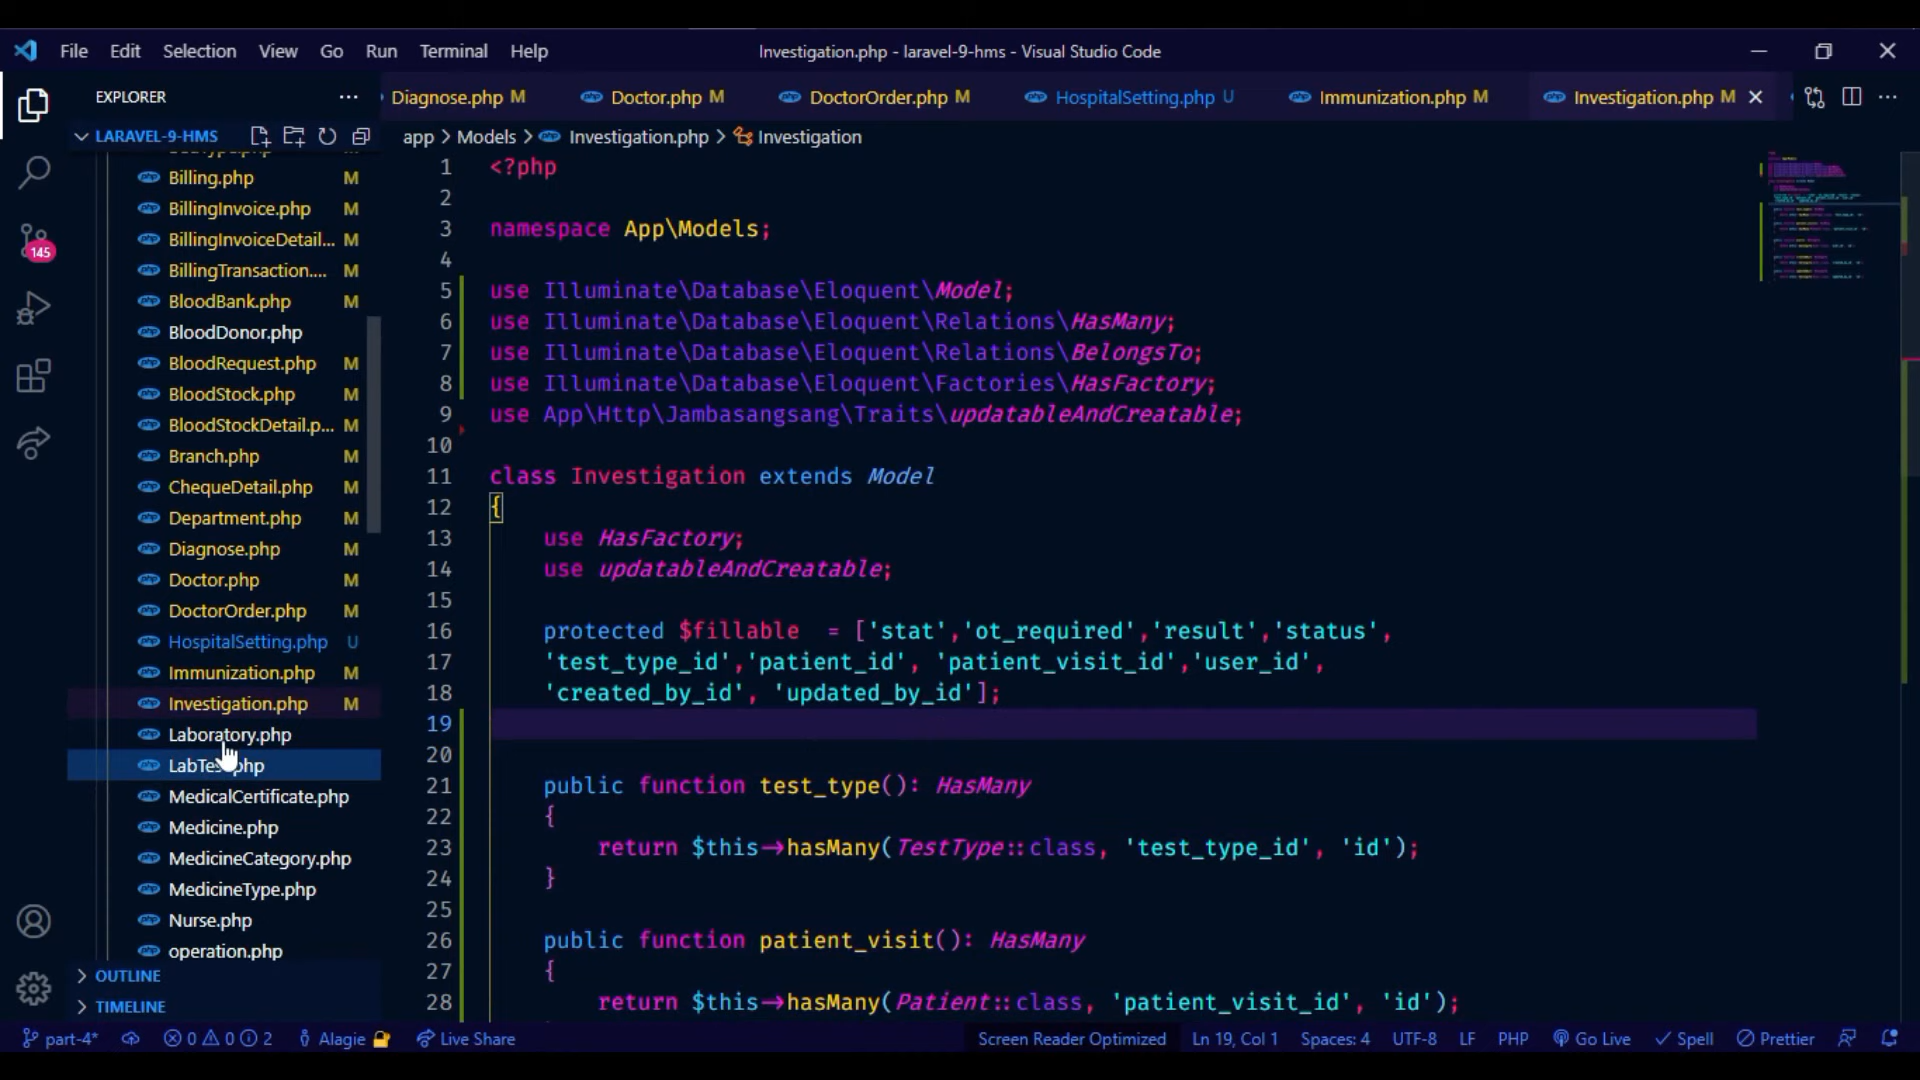 File Edit Selection View Go Run Terminal Help
Investigation.php - laravel-9-hms - Visual Studio Code
EXPLORER
Diagnose.php M
Doctor.php M
DoctorOrder.php M
HospitalSetting.php U
Immunization.php M
Investigation.php M
LARAVEL-9-HMS
app > Models > Investigation.php > Investigation
Billing.php M
BillingInvoice.php M
BillingInvoiceDetail... M
BillingTransaction.... M
BloodBank.php M
BloodDonor.php
BloodRequest.php M
BloodStock.php M
BloodStockDetail.p... M
Branch.php M
ChequeDetail.php M
Department.php M
Diagnose.php M
Doctor.php M
DoctorOrder.php M
HospitalSetting.php U
Immunization.php M
Investigation.php M
Laboratory.php
LabTest.php
MedicalCertificate.php
Medicine.php
MedicineCategory.php
MedicineType.php
Nurse.php
operation.php
OUTLINE
TIMELINE
145
1 <?php
2
3 namespace App\Models;
4
5 use Illuminate\Database\Eloquent\Model;
6 use Illuminate\Database\Eloquent\Relations\HasMany;
7 use Illuminate\Database\Eloquent\Relations\BelongsTo;
8 use Illuminate\Database\Eloquent\Factories\HasFactory;
9 use App\Http\Jambasangsang\Traits\updatableAndCreatable;
10
11 class Investigation extends Model
12 {
13 use HasFactory;
14 use updatableAndCreatable;
15
16 protected $fillable = ['stat','ot_required','result','status',
17 'test_type_id','patient_id', 'patient_visit_id','user_id',
18 'created_by_id', 'updated_by_id'];
19
20
21 public function test_type(): HasMany
22 {
23 return $this->hasMany(TestType::class, 'test_type_id', 'id');
24 }
25
26 public function patient_visit(): HasMany
27 {
28 return $this->hasMany(Patient::class, 'patient_visit_id', 'id');
part-4* 0 0 2 Alagie Live Share Screen Reader Optimized Ln 19, Col 1 Spaces: 4 UTF-8 LF PHP Go Live Spell Prettier